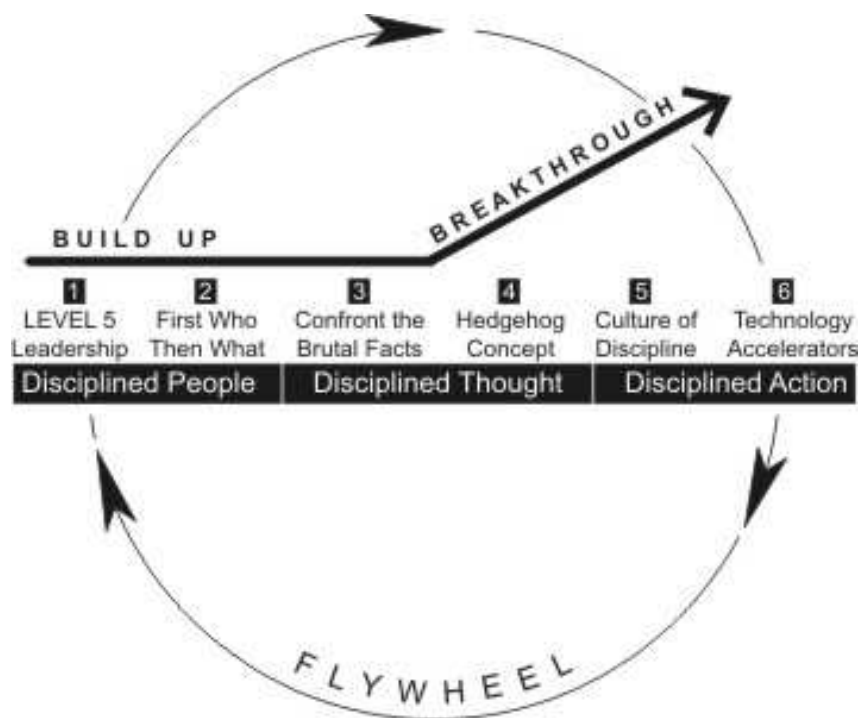 BREAKTHROUGH
BUILD UP
1 2 3 4 5 6
LEVEL 5 First Who Confront the Hedgehog Culture of Technology
Leadership Then What Brutal Facts Concept Discipline Accelerators
Disciplined People Disciplined Thought Disciplined Action
FLYWHEEL